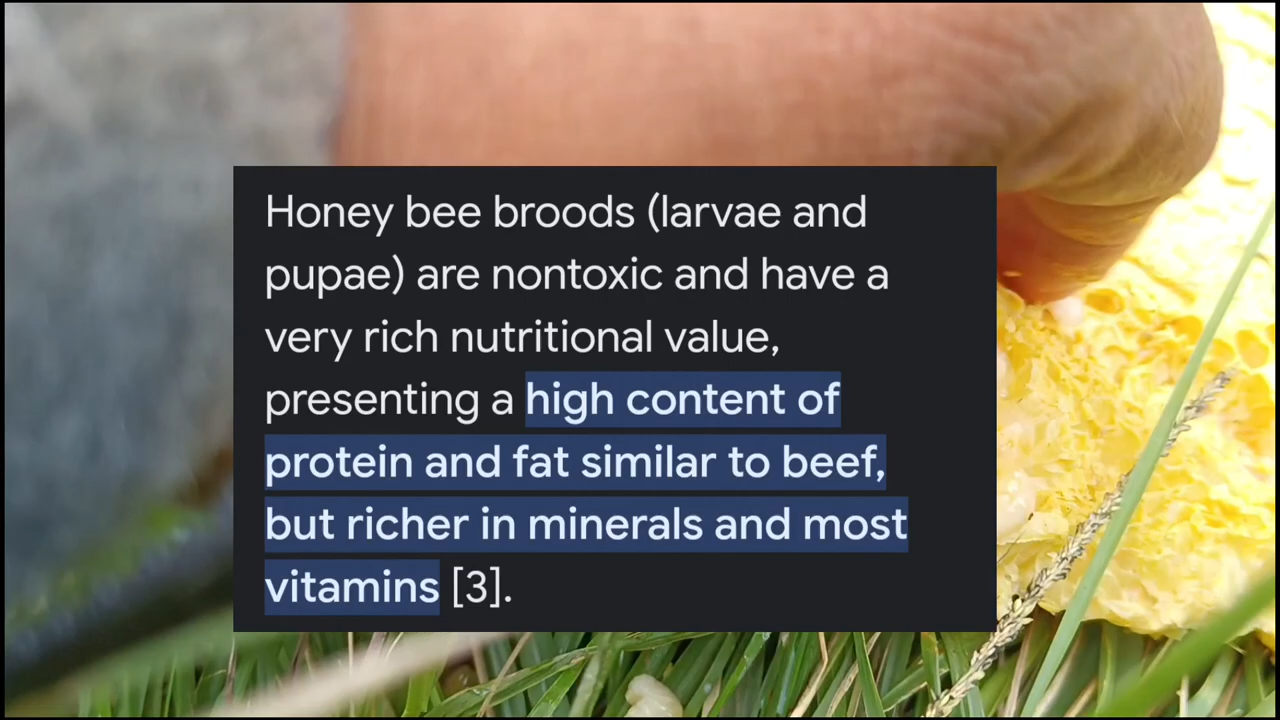 Honey bee broods (larvae and
pupae) are nontoxic and have a
very rich nutritional value,
presenting a high content of
protein and fat similar to beef,
but richer in minerals and most
vitamins [3].